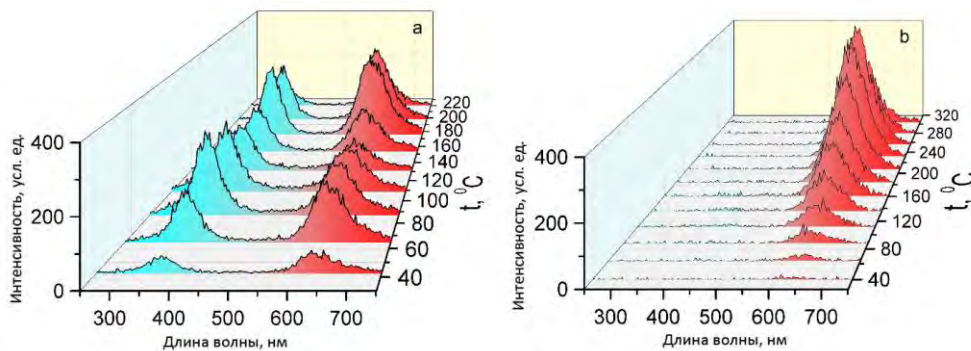 a
Интенсивность, усл. ед.
400
200
0
300 400 500 600 700
Длина волны, нм
40
60
80
100
120
140
160
180
200
220
t, ⁰C
b
Интенсивность, усл. ед.
400
200
0
300 400 500 600 700
Длина волны, нм
40
80
120
160
200
240
280
320
t, ⁰C